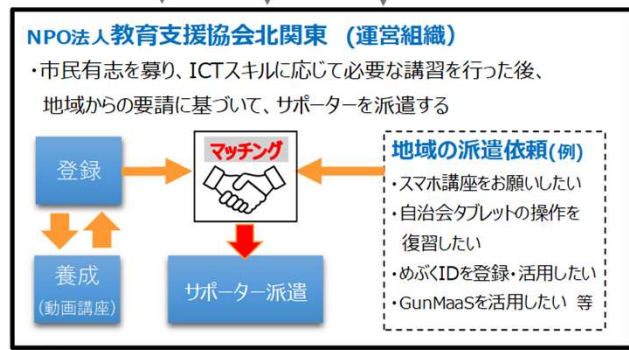 NPO法人教育支援協会北関東 (運営組織)
・市民有志を募り、ICTスキルに応じて必要な講習を行った後、
地域からの要請に基づいて、サポーターを派遣する
登録
マッチング
地域の派遣依頼(例)
・スマホ講座をお願いしたい
・自治会タブレットの操作を
復習したい
・めぶくIDを登録・活用したい
・GunMaaSを活用したい 等
養成
(動画講座)
サポーター派遣